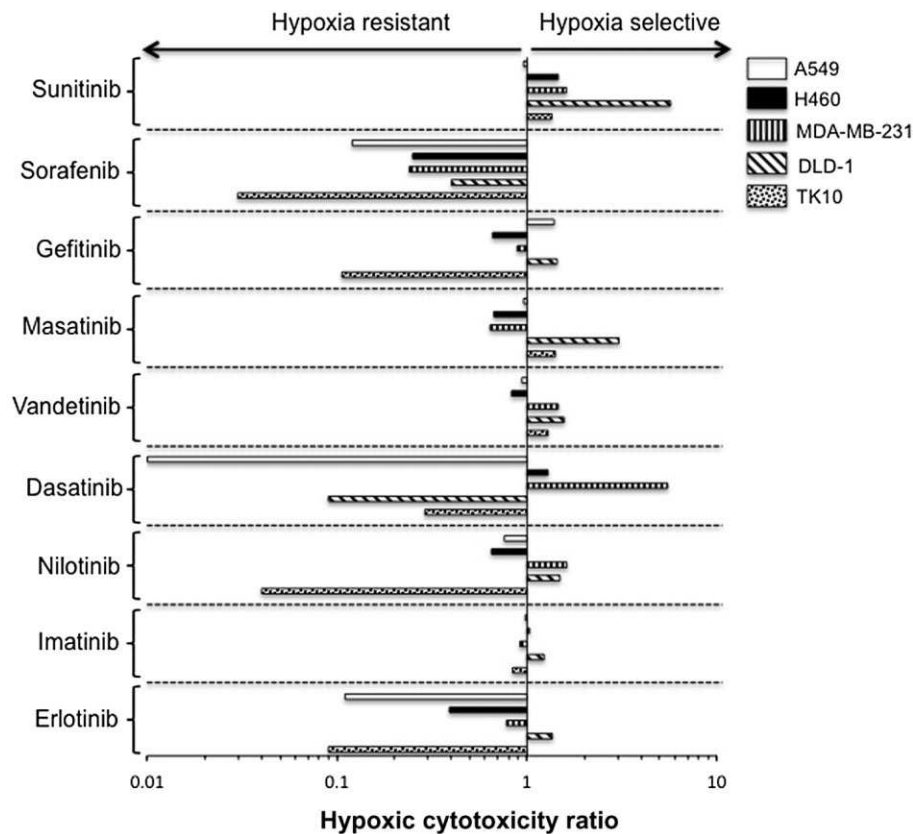 Hypoxia resistant
Hypoxia selective
A549
H460
MDA-MB-231
DLD-1
TK10
Sunitinib
Sorafenib
Gefitinib
Masatinib
Vandetinib
Dasatinib
Nilotinib
Imatinib
Erlotinib
0.01
0.1
1
10
Hypoxic cytotoxicity ratio